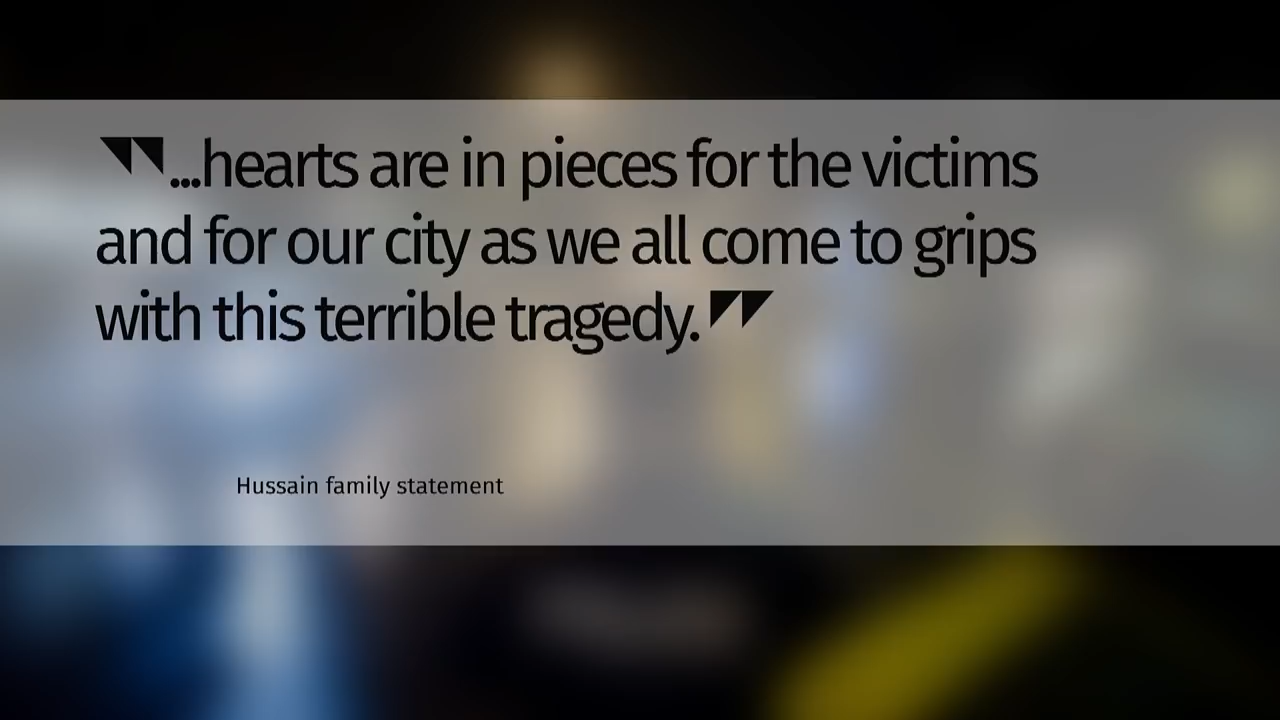 "...hearts are in pieces for the victims
and for our city as we all come to grips
with this terrible tragedy."
Hussain family statement